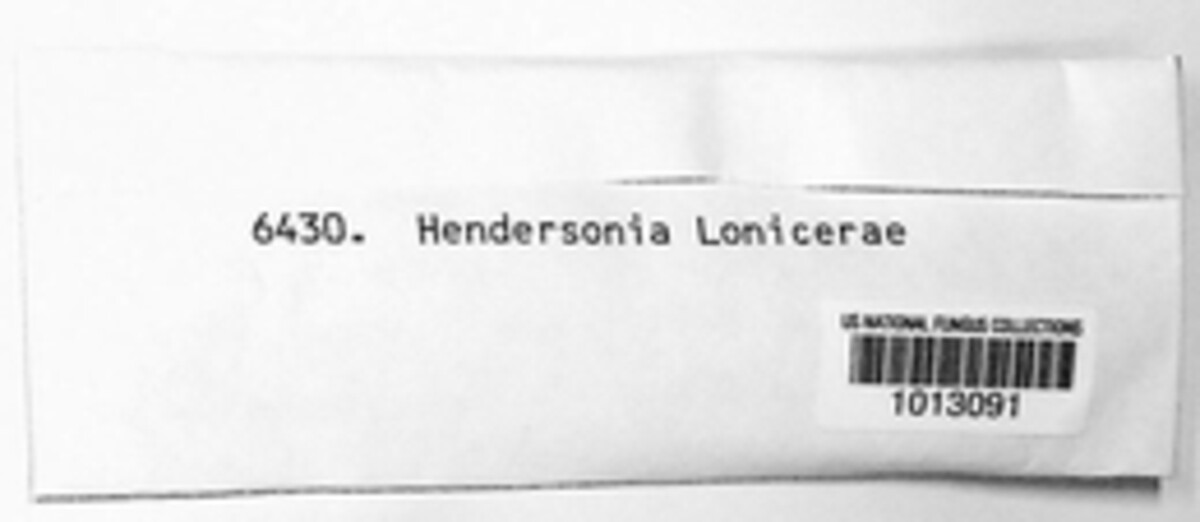 6430. Hendersonia Lonicerae
US NATIONAL FUNGUS COLLECTIONS
1013091